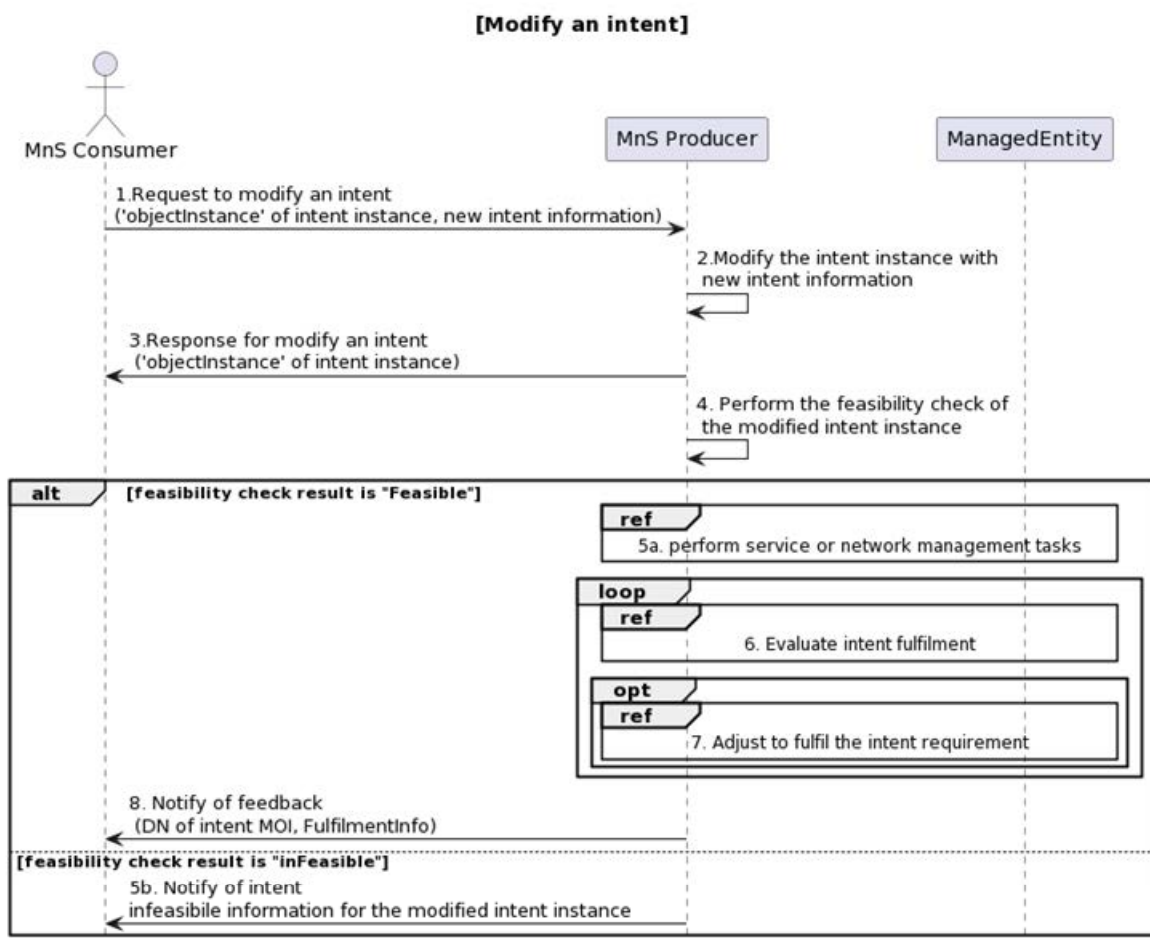 [Modify an intent]
MnS Consumer
MnS Producer
ManagedEntity
1.Request to modify an intent
('objectInstance' of intent instance, new intent information)
2.Modify the intent instance with
new intent information
3.Response for modify an intent
('objectInstance' of intent instance)
4. Perform the feasibility check of
the modified intent instance
alt
[feasibility check result is "Feasible"]
ref
5a. perform service or network management tasks
loop
ref
6. Evaluate intent fulfilment
opt
ref
7. Adjust to fulfil the intent requirement
8. Notify of feedback
(DN of intent MOI, FulfilmentInfo)
[feasibility check result is "inFeasible"]
5b. Notify of intent
infeasibile information for the modified intent instance